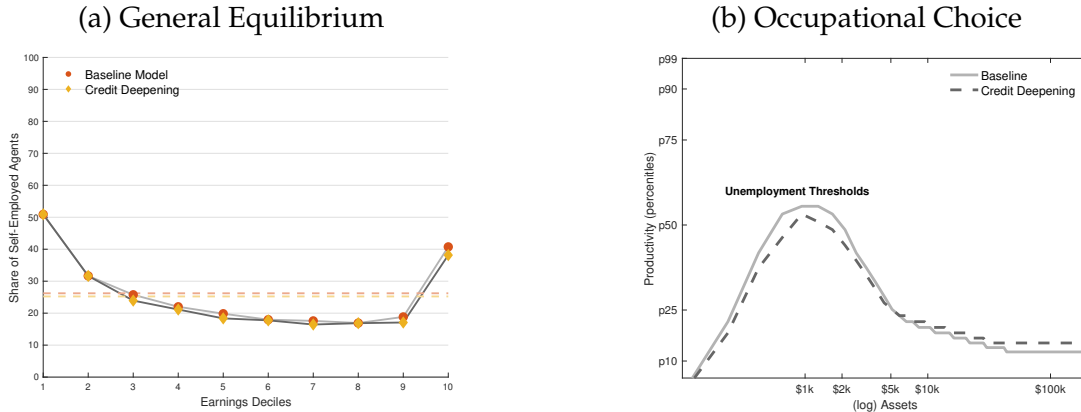 (a) General Equilibrium
100
90
80
70
60
50
40
30
20
10
0
Share of Self-Employed Agents
Baseline Model
Credit Deepening
1 2 3 4 5 6 7 8 9 10
Earnings Deciles
(b) Occupational Choice
p99
p90
p75
p50
p25
p10
Productivity (percenitles)
Baseline
Credit Deepening
Unemployment Thresholds
$1k $2k $5k $10k $100k
(log) Assets